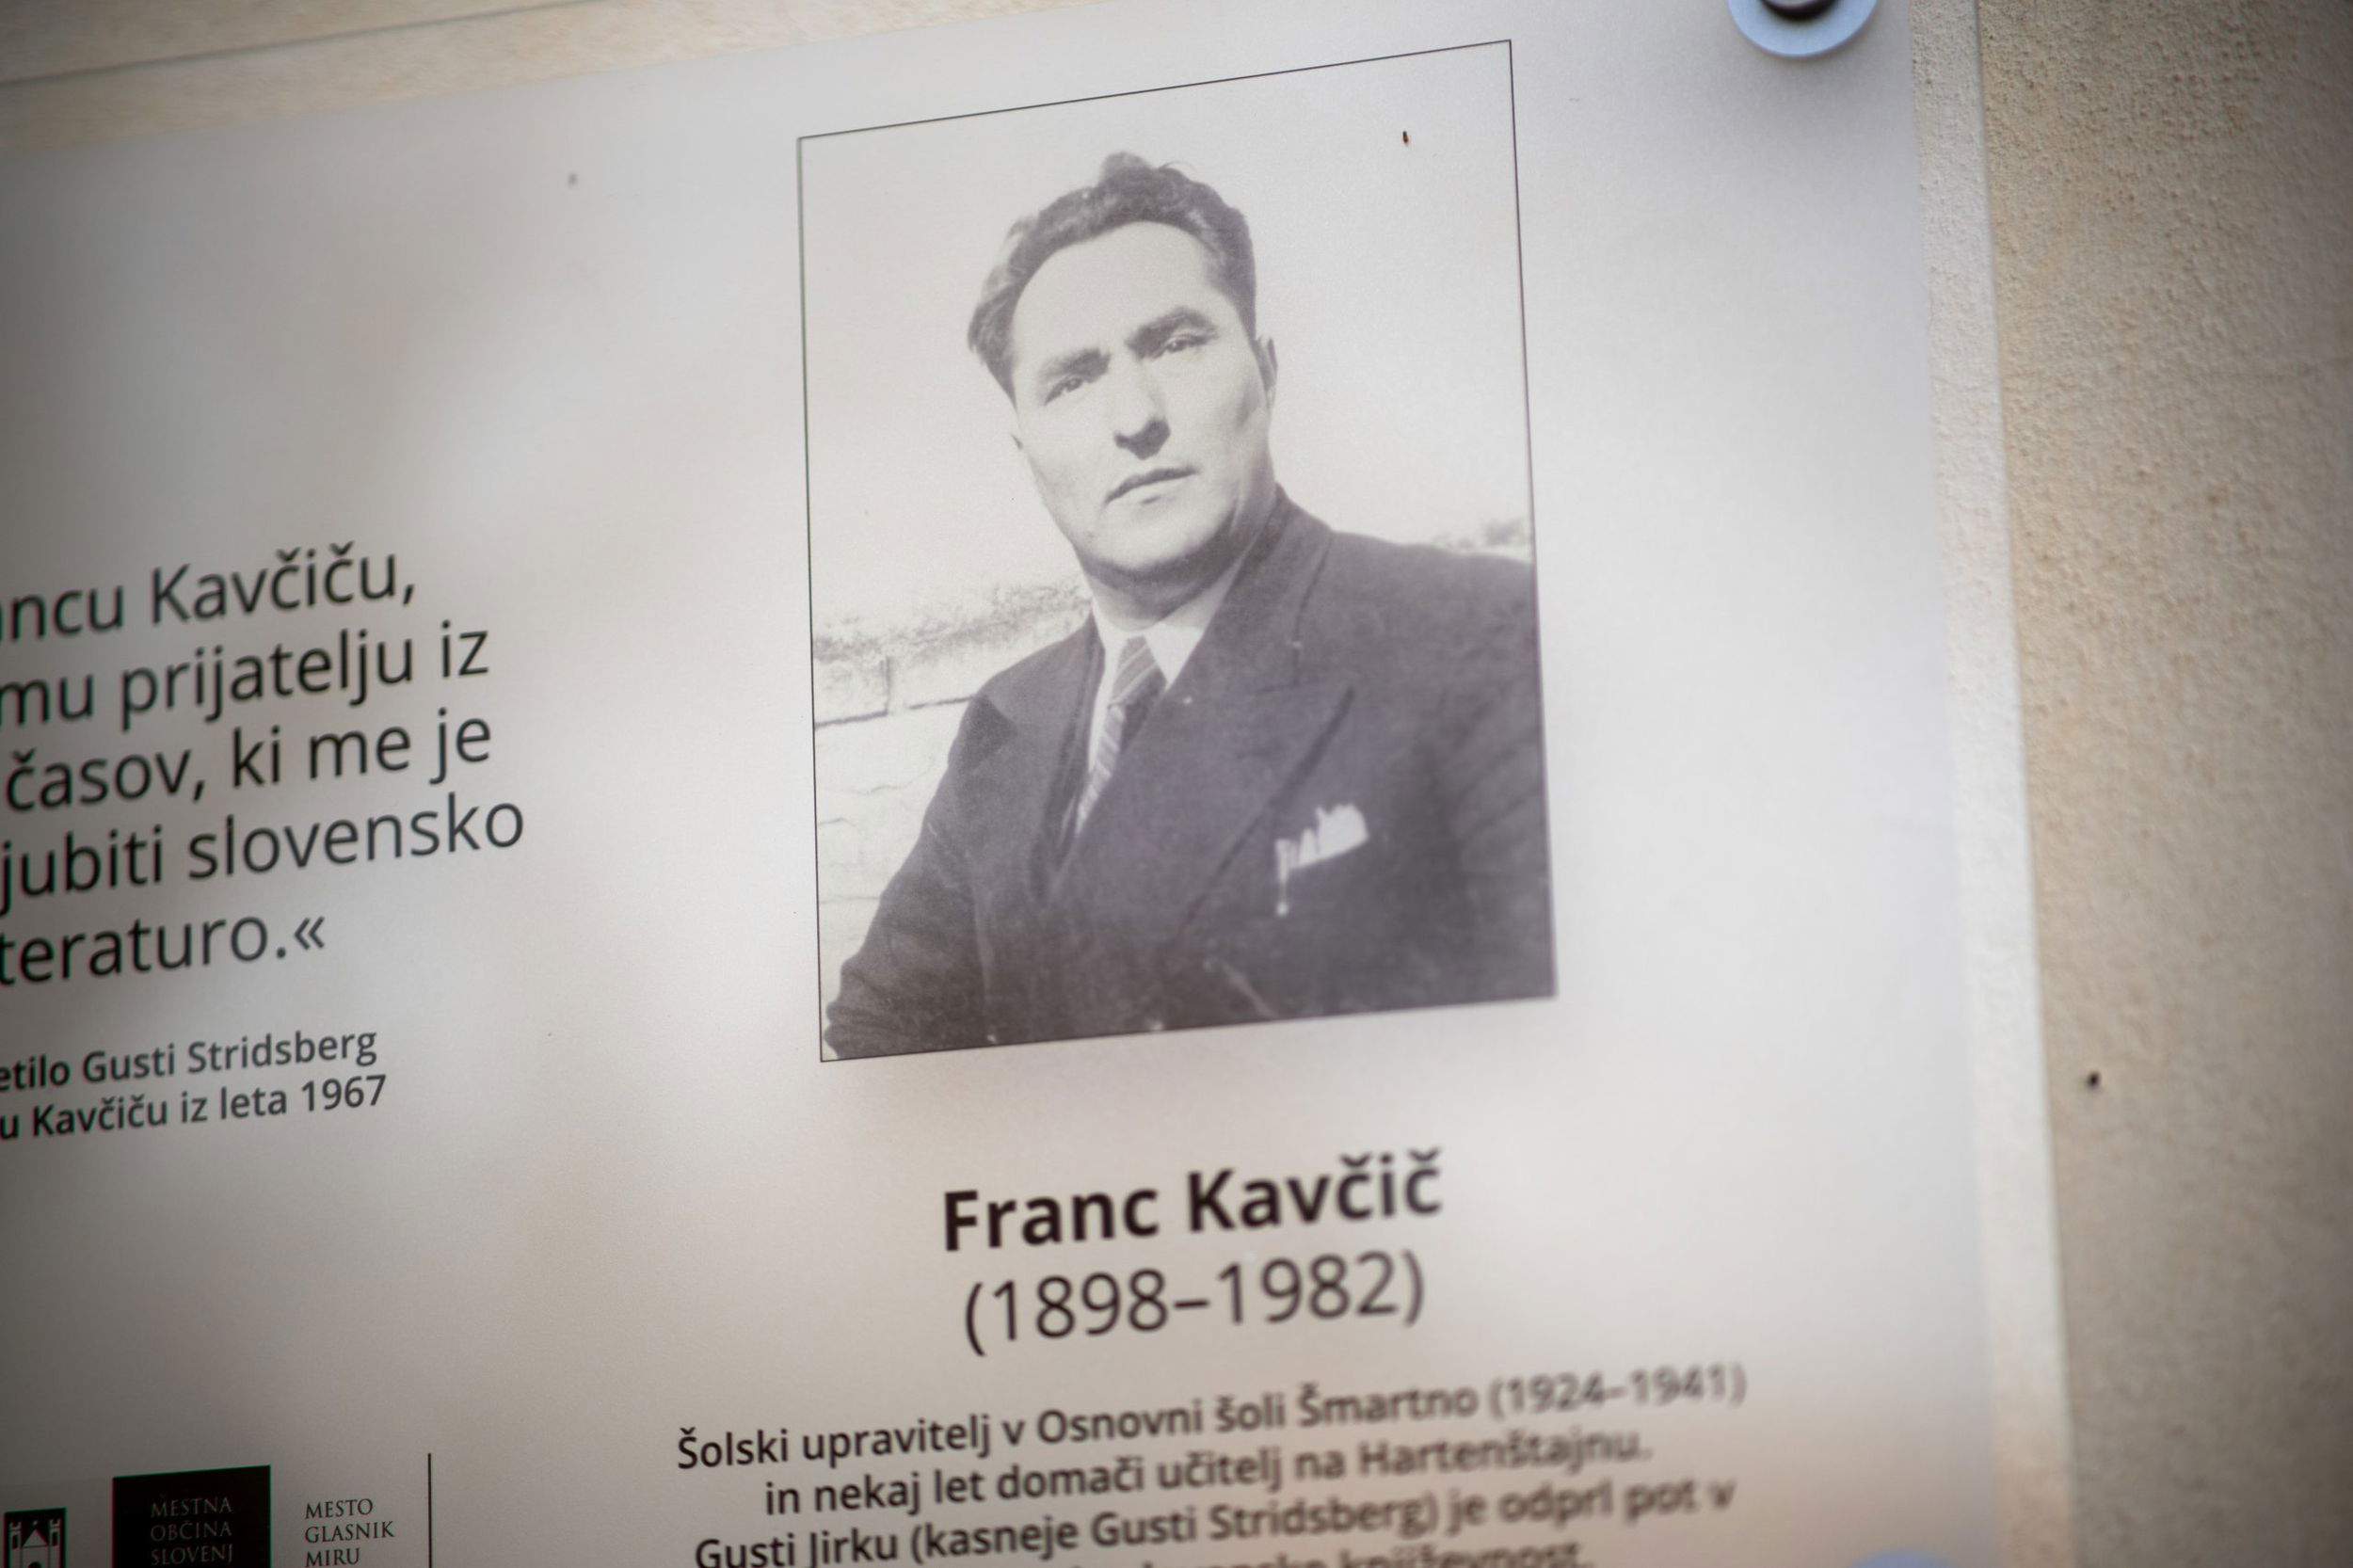 ncu Kavčiču,
mu prijatelju iz
časov, ki me je
jubiti slovensko
teraturo.«
etilo Gusti Stridsberg
u Kavčiču iz leta 1967
Franc Kavčič
(1898–1982)
Šolski upravitelj v Osnovni šoli Šmartno (1924–1941)
in nekaj let domači učitelj na Hartenštajnu.
Gusti Jirku (kasneje Gusti Stridsberg) je odprl pot v
književnost.
MESTNA
OBČINA
SLOVENJ
MESTO
GLASNIK
MIRU